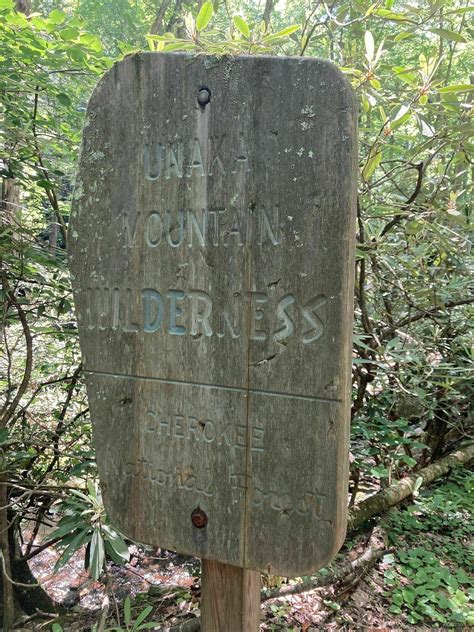 UNAKA
MOUNTAIN
WILDERNESS
CHEROKEE
National Forest